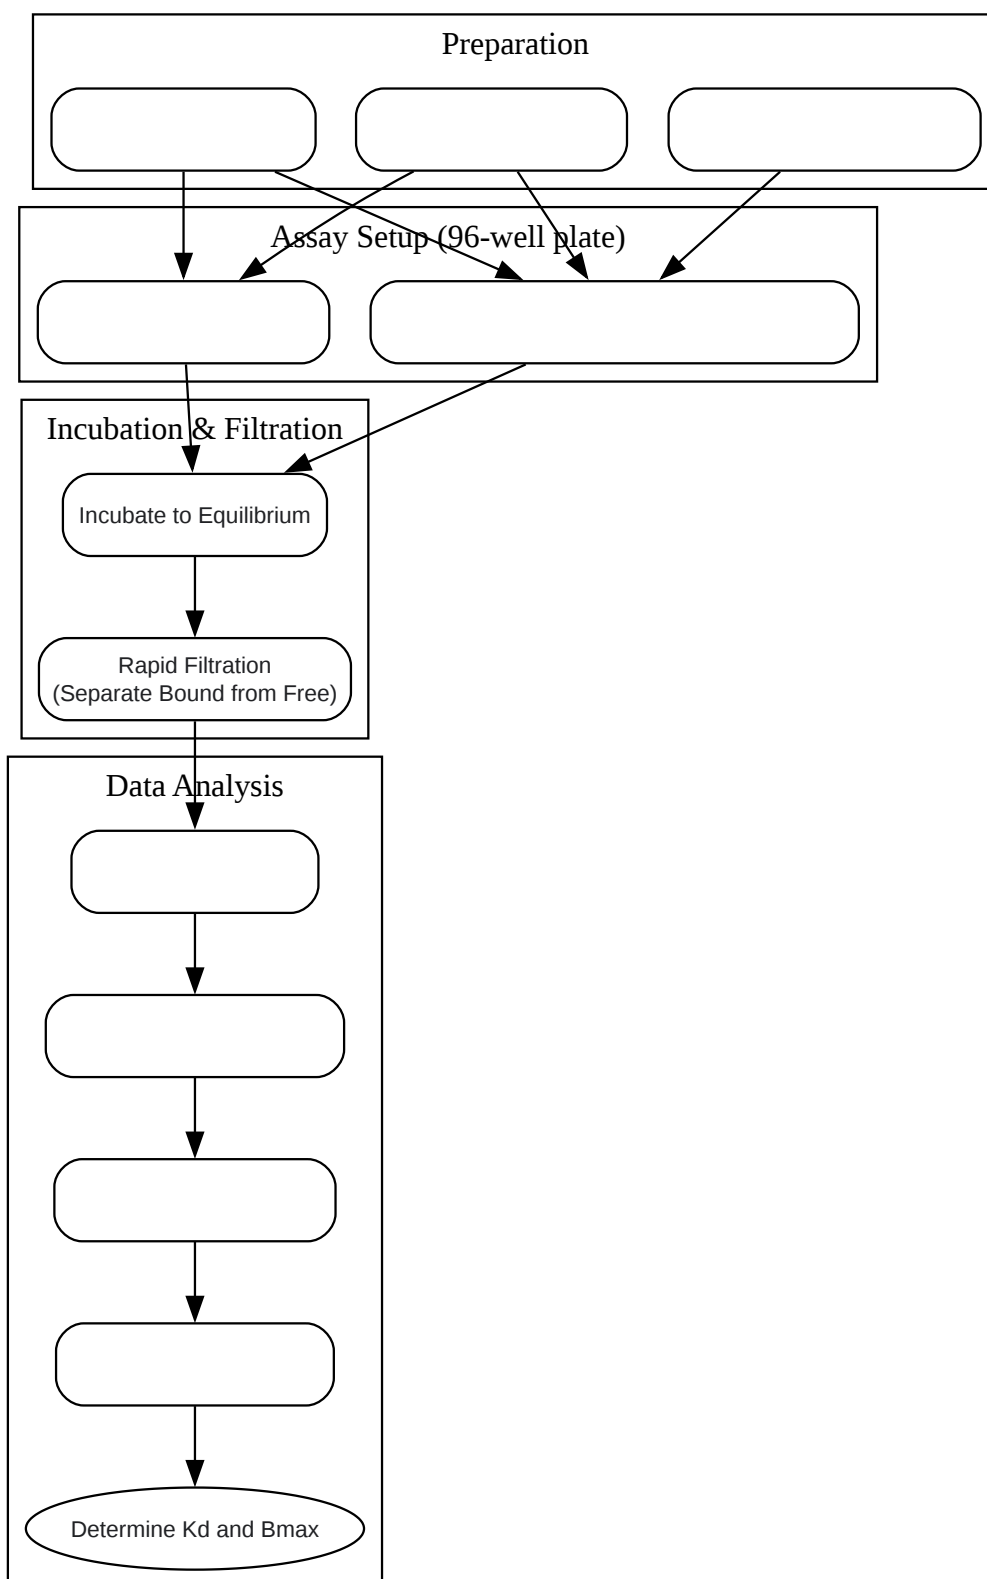 Preparation
Assay Setup (96-well plate)
Incubation & Filtration
Incubate to Equilibrium
Rapid Filtration
(Separate Bound from Free)
Data Analysis
Determine Kd and Bmax